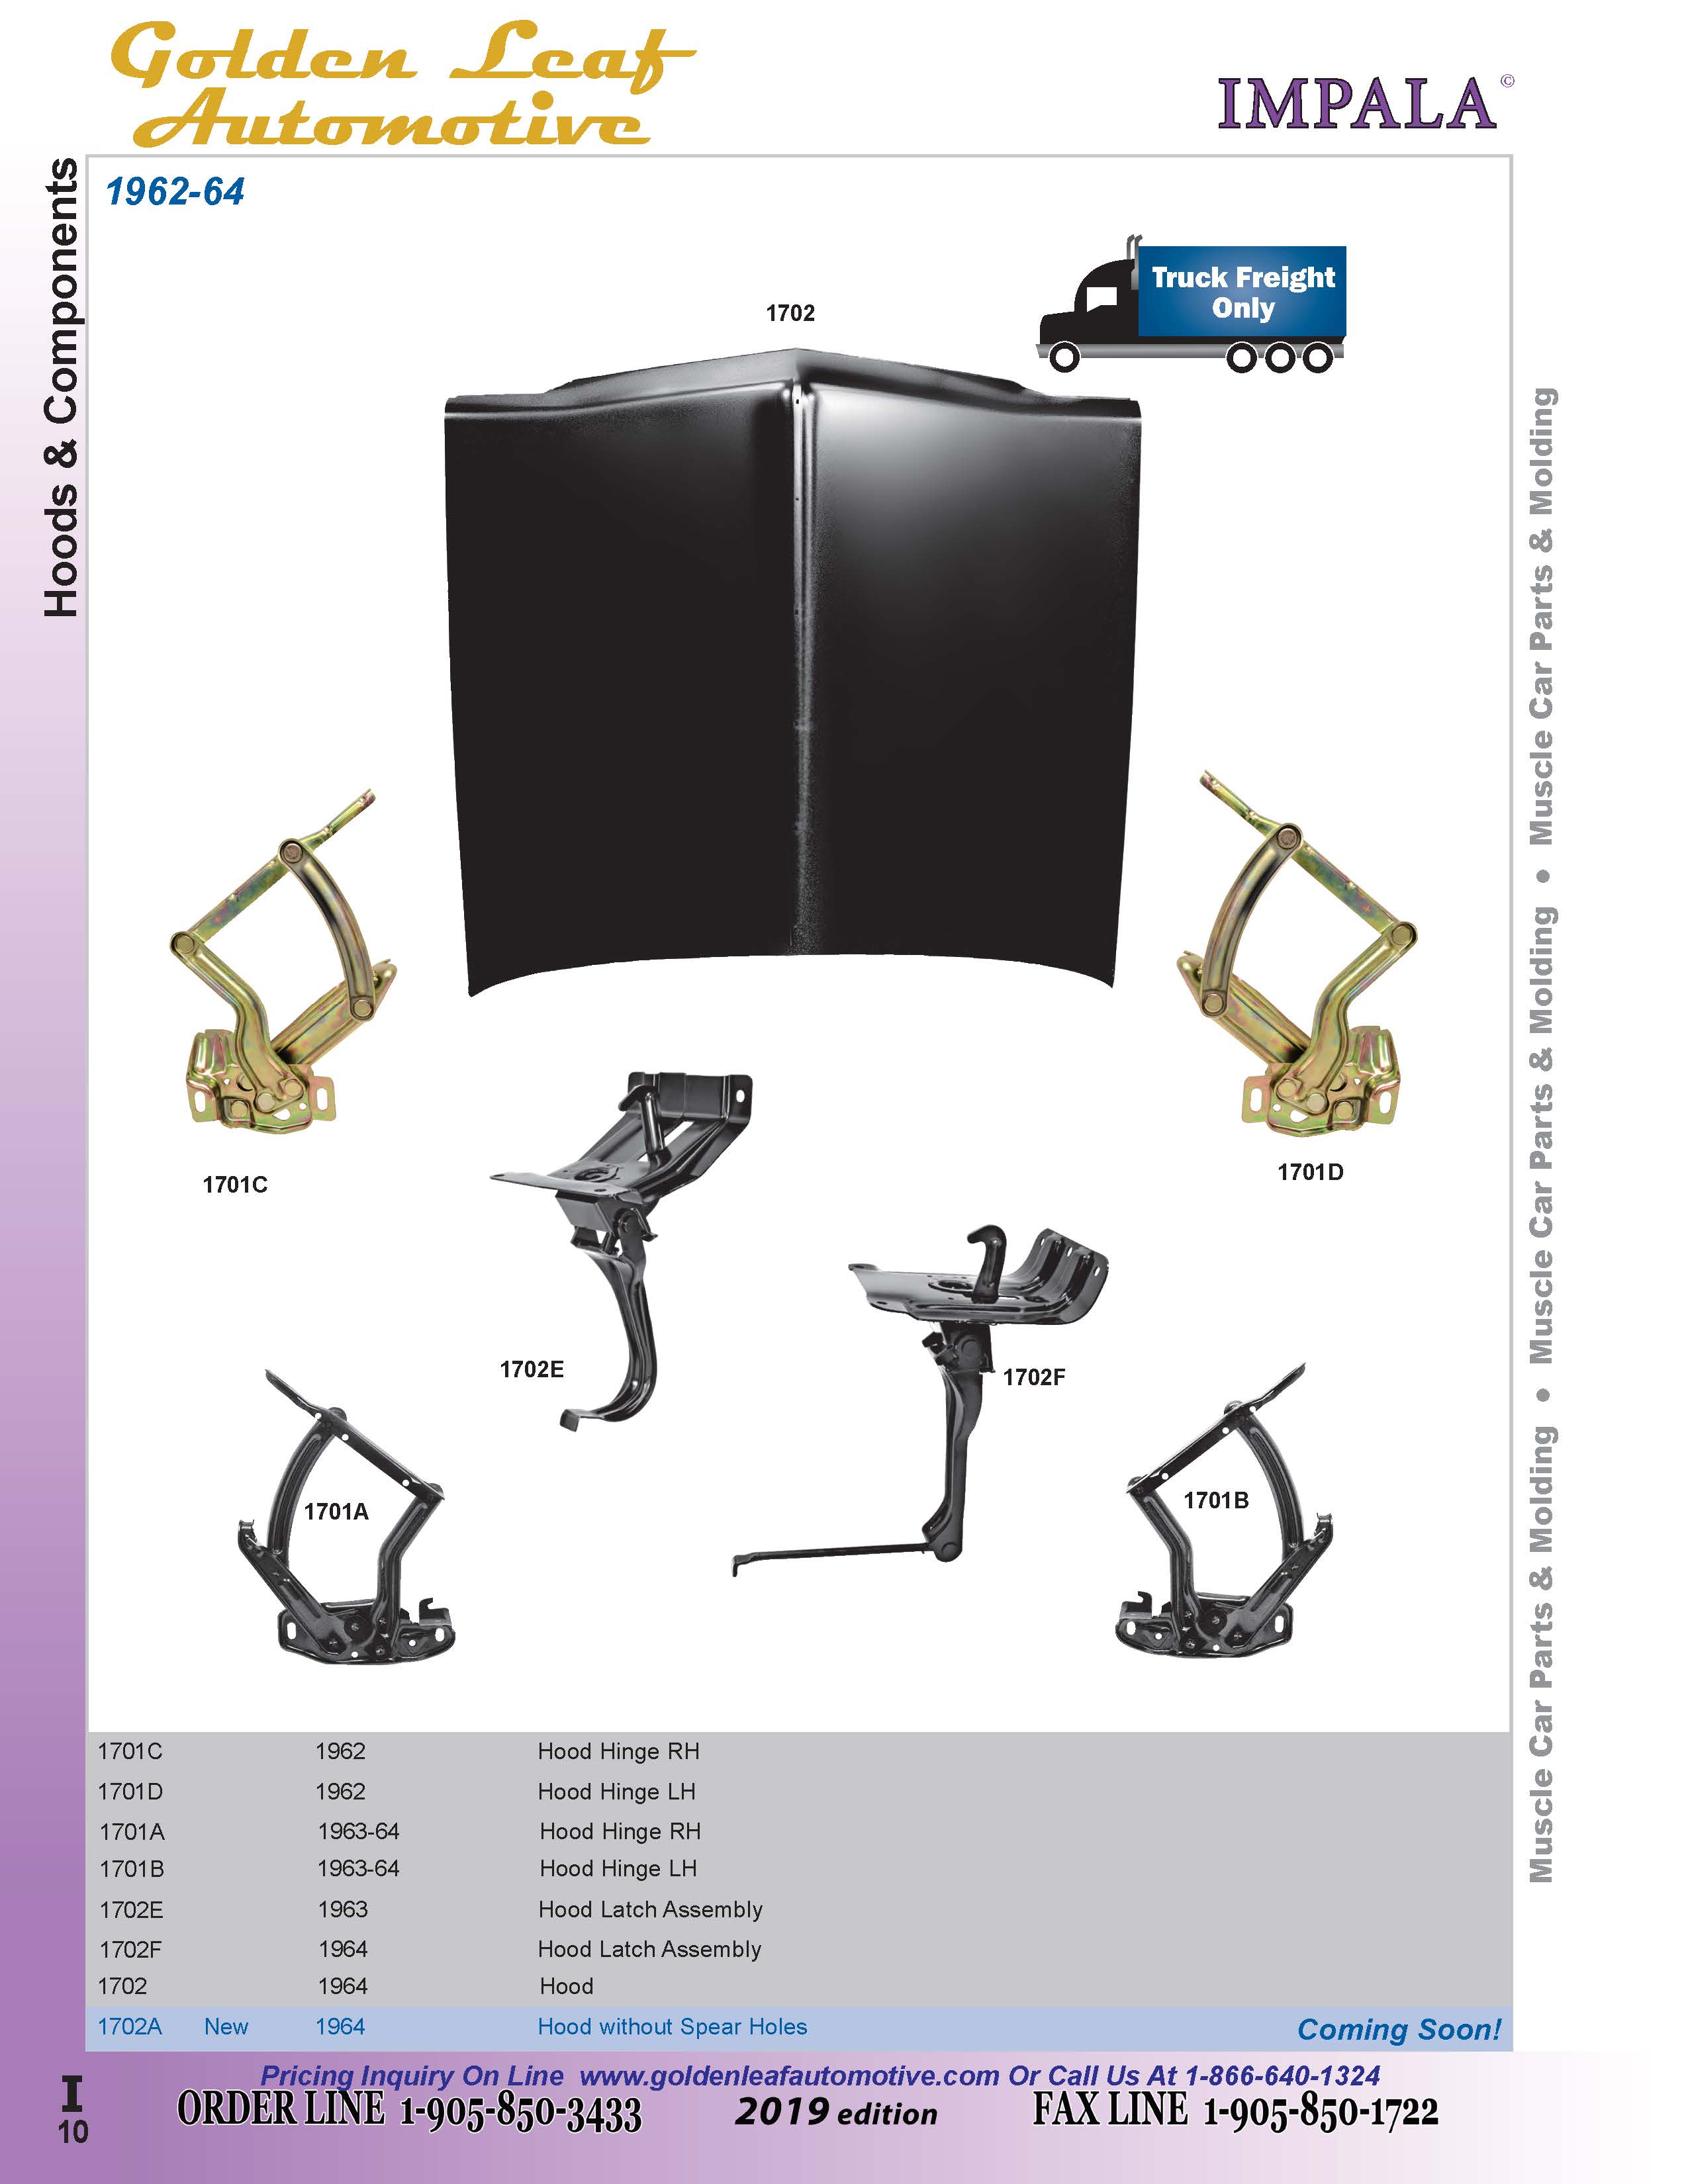 Golden Leaf
Automotive
IMPALA©
Hoods & Components
1962-64
Truck Freight
Only
1702
1701C
1701D
1702E
1702F
1701A
1701B
Muscle Car Parts & Molding • Muscle Car Parts & Molding • Muscle Car Parts & Molding
1701C 1962 Hood Hinge RH
1701D 1962 Hood Hinge LH
1701A 1963-64 Hood Hinge RH
1701B 1963-64 Hood Hinge LH
1702E 1963 Hood Latch Assembly
1702F 1964 Hood Latch Assembly
1702 1964 Hood
1702A New 1964 Hood without Spear Holes Coming Soon!
Pricing Inquiry On Line www.goldenleafautomotive.com Or Call Us At 1-866-640-1324
I
10
ORDER LINE 1-905-850-3433 2019 edition FAX LINE 1-905-850-1722